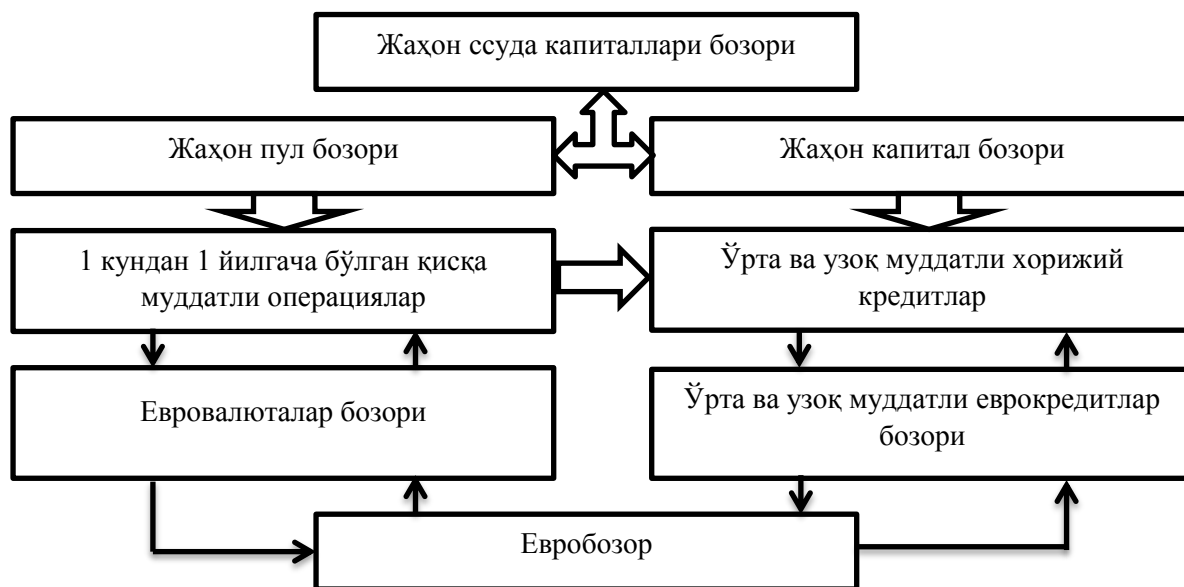 Жаҳон ссуда капиталлари бозори
Жаҳон пул бозори
Жаҳон капитал бозори
1 кундан 1 йилгача бўлган қисқа
муддатли операциялар
Ўрта ва узоқ муддатли хорижий
кредитлар
Евровалюталар бозори
Ўрта ва узоқ муддатли еврокредитлар
бозори
Евробозор